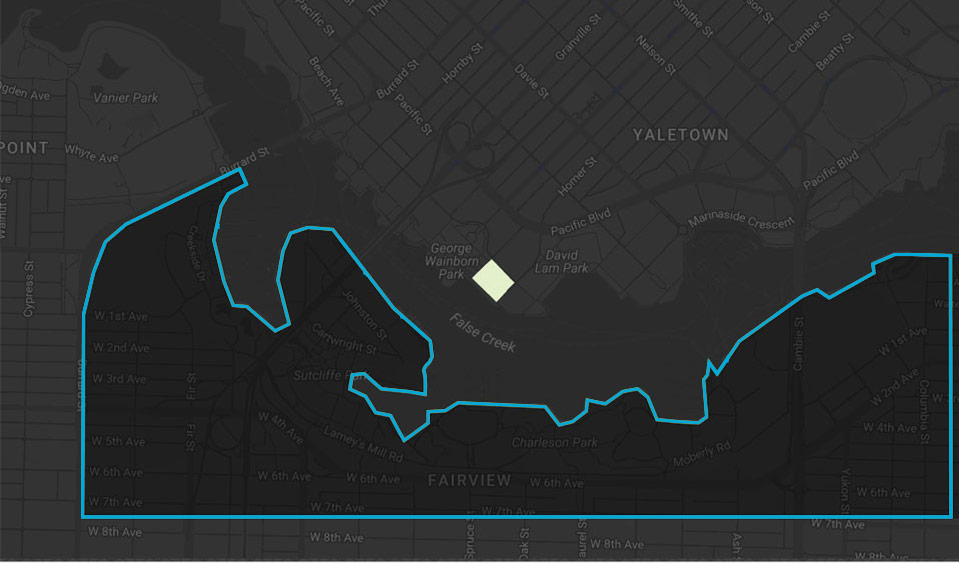 Pacific St
Smithe St
Cambie St
Granville St
Beatty St
Hornby St
Nelson St
Beach Ave
Burrard St
Davie St
Ogden Ave
Vanier Park
Pacific St
YALETOWN
POINT
Whyte Ave
Burrard St
Homer St
Pacific Blvd
Pacific Blvd
Marinaside Crescent
Walnut St
George
Wainborn
Park
David
Lam Park
Creekside Dr
Cypress St
W 1st Ave
Johnston St
False Creek
Cambie St
W 1st Ave
W 2nd Ave
Cartwright St
W 3rd Ave
Fir St
Sutcliffe Park
W 2nd Ave
Columbia St
W 4th Ave
W 4th Ave
W 5th Ave
Fir St
Lamey's Mill Rd
Charleson Park
Moberly Rd
W 6th Ave
W 6th Ave
W 6th Ave
FAIRVIEW
W 6th Ave
Yukon St
W 6th Ave
W 7th Ave
W 7th Ave
W 7th Ave
W 7th Ave
W 8th Ave
W 8th Ave
Spruce St
Oak St
W 8th Ave
Ash
W 8th Ave